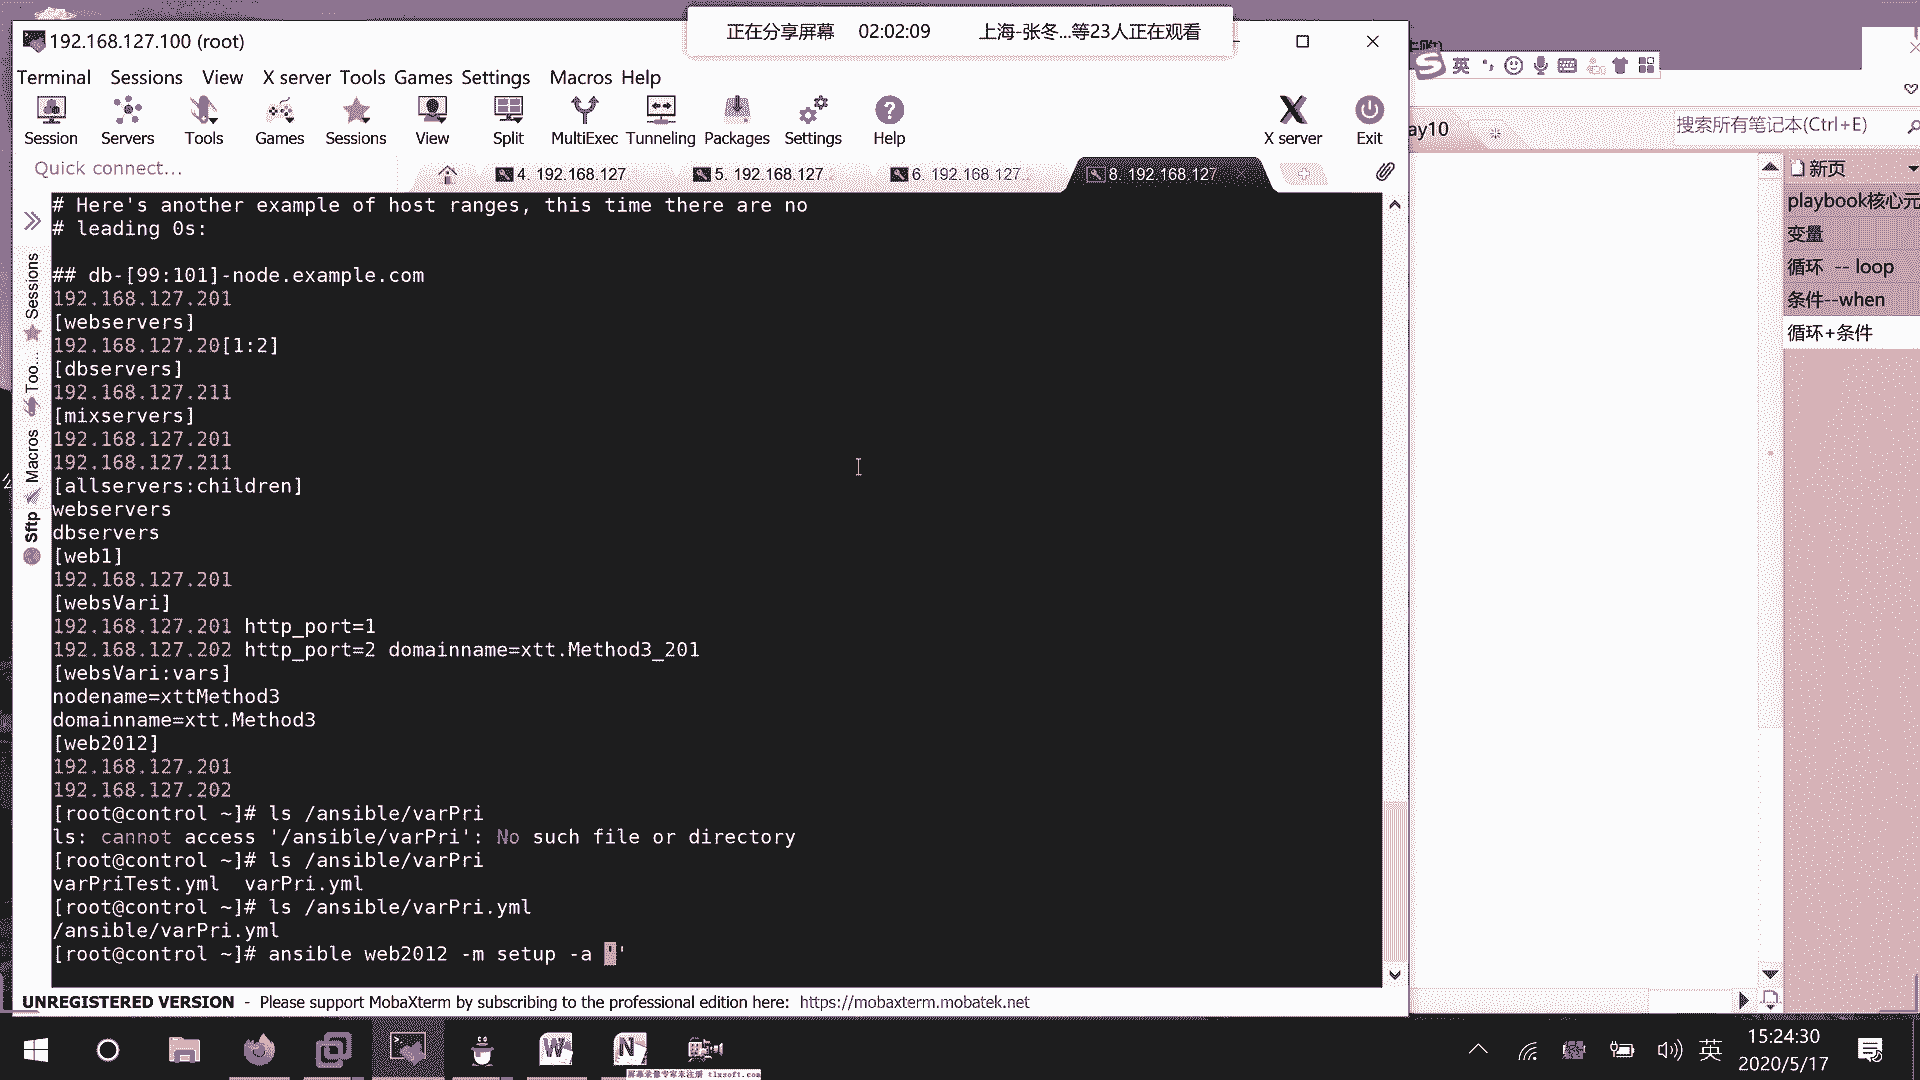 正在分享屏幕 02:02:09 上海-张冬...等23人正在观看
192.168.127.100 (root)
Terminal Sessions View X server Tools Games Settings Macros Help
英
Session Servers Tools Games Sessions View Split MultiExec Tunneling Packages Settings Help X server Exit
ay10
搜索所有笔记本(Ctrl+E)
Quick connect...
4. 192.168.127 5. 192.168.127. 6. 192.168.127. 8. 192.168.127
新页
playbook核心元
变量
循环 -- loop
条件--when
循环+条件
Sessions
Too...
Macros
Sftp
# Here's another example of host ranges, this time there are no
# leading 0s:
## db-[99:101]-node.example.com
192.168.127.201
[webservers]
192.168.127.20[1:2]
[dbservers]
192.168.127.211
[mixservers]
192.168.127.201
192.168.127.211
[allservers:children]
webservers
dbservers
[web1]
192.168.127.201
[websVari]
192.168.127.201 http_port=1
192.168.127.202 http_port=2 domainname=xtt.Method3_201
[websVari:vars]
nodename=xttMethod3
domainname=xtt.Method3
[web2012]
192.168.127.201
192.168.127.202
[root@control ~]# ls /ansible/varPri
ls: cannot access '/ansible/varPri': No such file or directory
[root@control ~]# ls /ansible/varPri
varPriTest.yml varPri.yml
[root@control ~]# ls /ansible/varPri.yml
/ansible/varPri.yml
[root@control ~]# ansible web2012 -m setup -a ''
UNREGISTERED VERSION - Please support MobaXterm by subscribing to the professional edition here: https://mobaxterm.mobatek.net
英
15:24:30
2020/5/17
屏幕录像专家未注册 tlxsoft.com